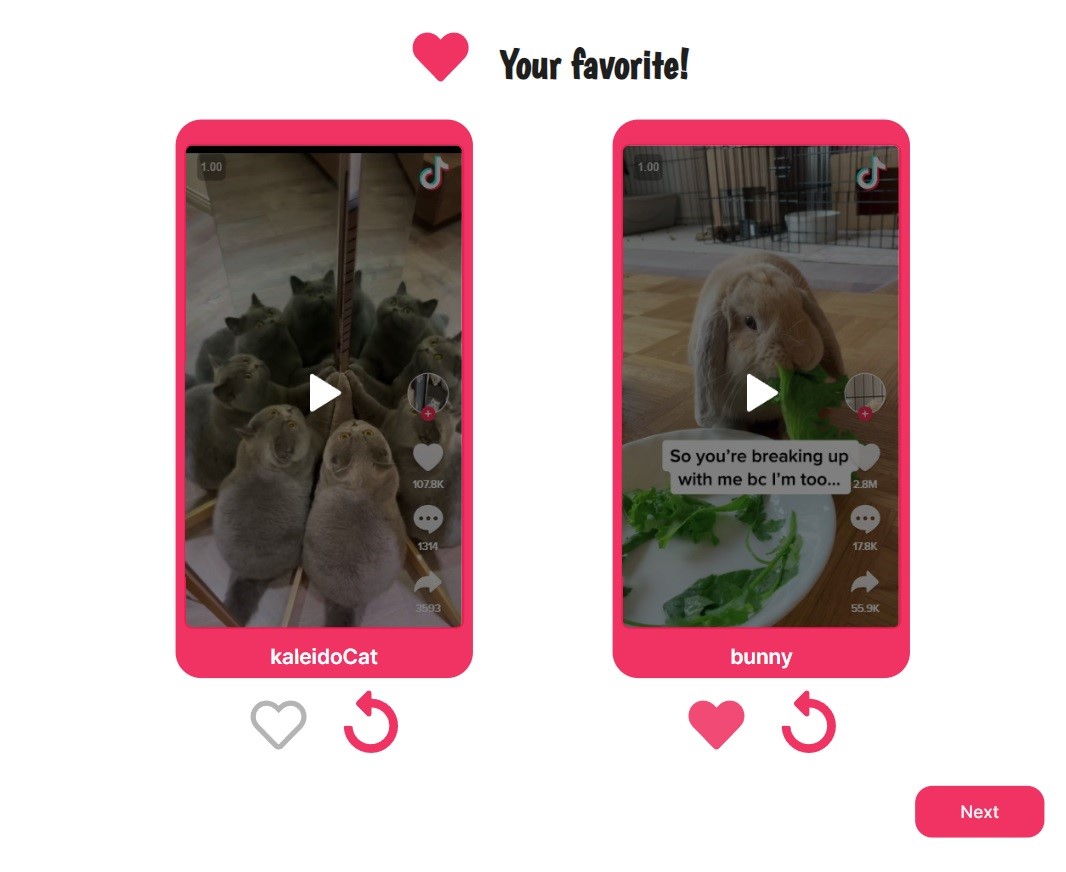 Your favorite!
1.00
107.8K
1314
3593
kaleidoCat
1.00
So you're breaking up
with me bc I'm too...
2.8M
17.8K
55.9K
bunny
Next